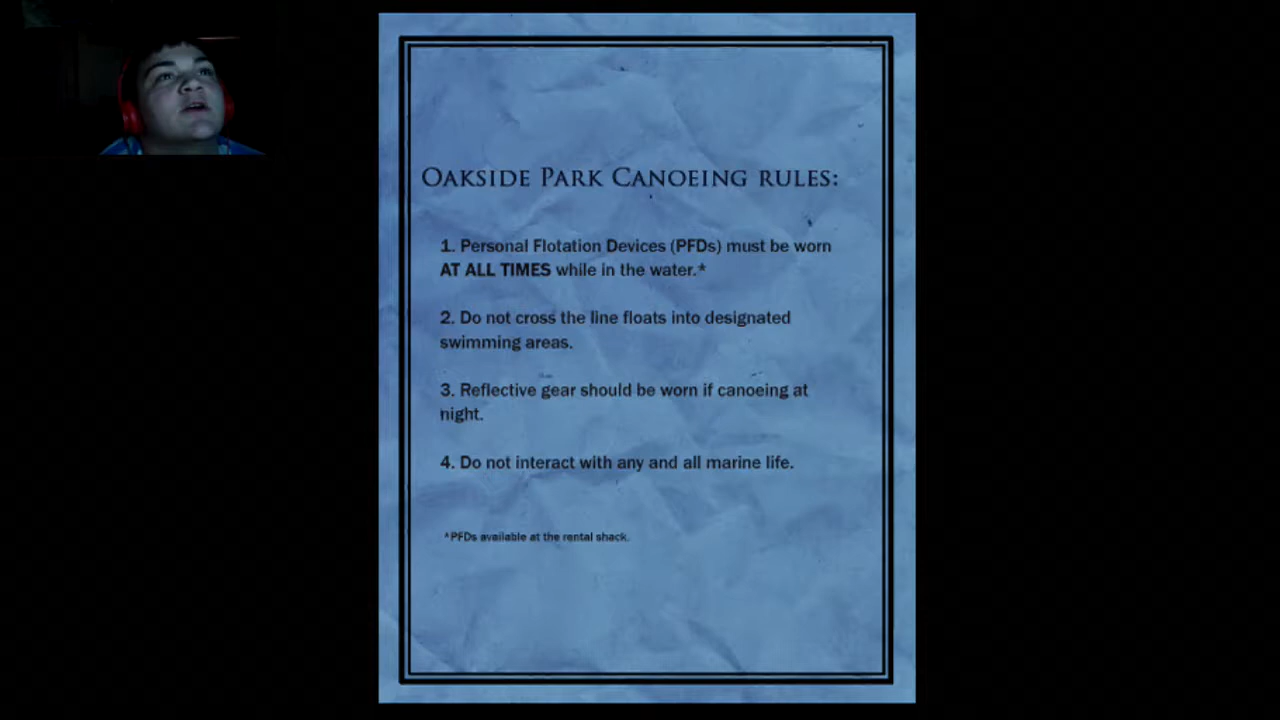 OAKSIDE PARK CANOEING RULES:
1. Personal Flotation Devices (PFDs) must be worn
AT ALL TIMES while in the water.*
2. Do not cross the line floats into designated
swimming areas.
3. Reflective gear should be worn if canoeing at
night.
4. Do not interact with any and all marine life.
*PFDs available at the rental shack.